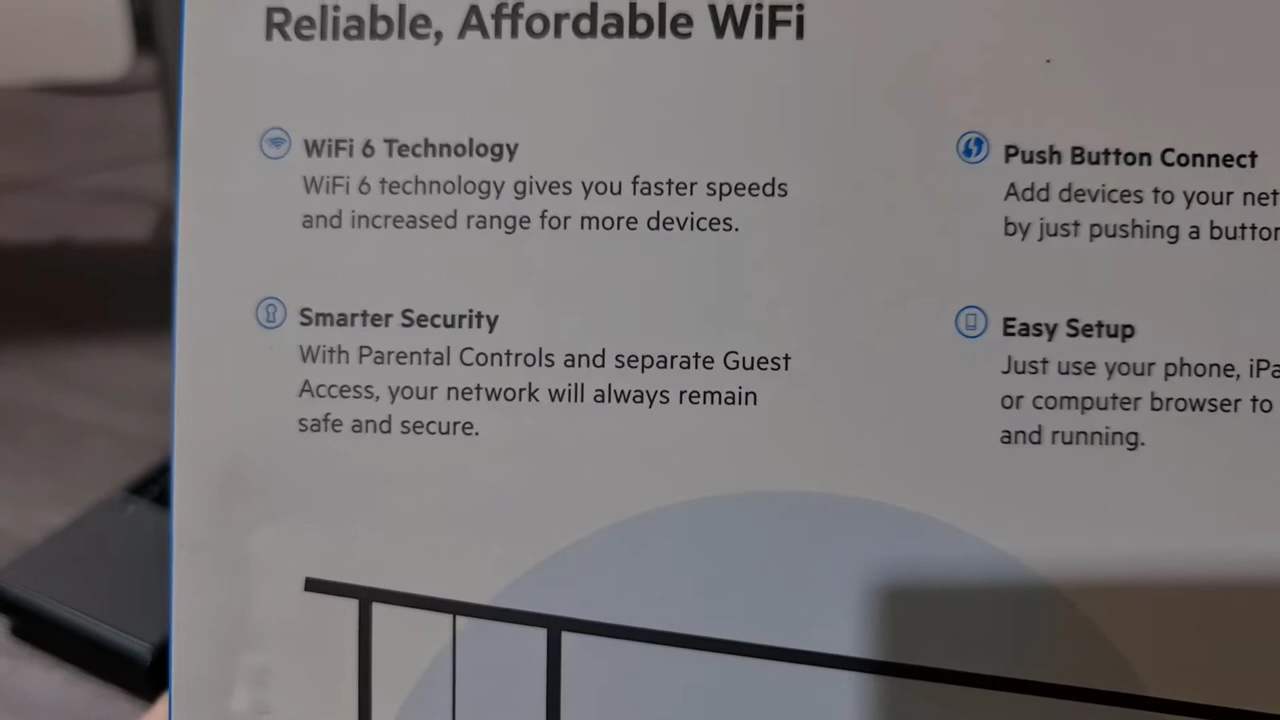 Reliable, Affordable WiFi
WiFi 6 Technology
WiFi 6 technology gives you faster speeds
and increased range for more devices.
Smarter Security
With Parental Controls and separate Guest
Access, your network will always remain
safe and secure.
Push Button Connect
Add devices to your
by just pushing a
Easy Setup
Just use your phone,
or computer browser to
and running.